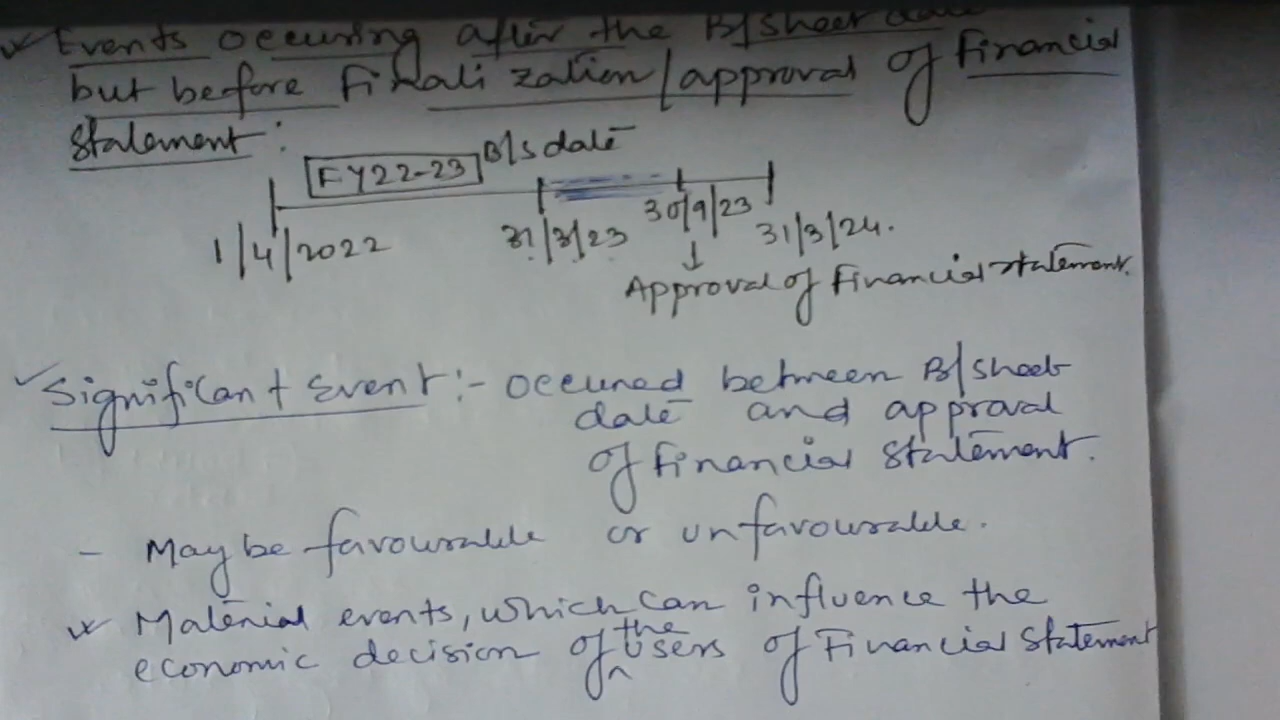 Events occuring after the B/Sheet date
but before Finalization/approval of Financial
Statement:
FY22-23 B/s date
1/4/2022 31/3/23 30/9/23 31/3/24.
↓
Approval of Financial statement.
Significant Event:- occured between B/Sheet
date and approval
of Financial Statement.
- May be favourable or unfavourable.
Material events, which can influence the
economic decision of the users of Financial Statement